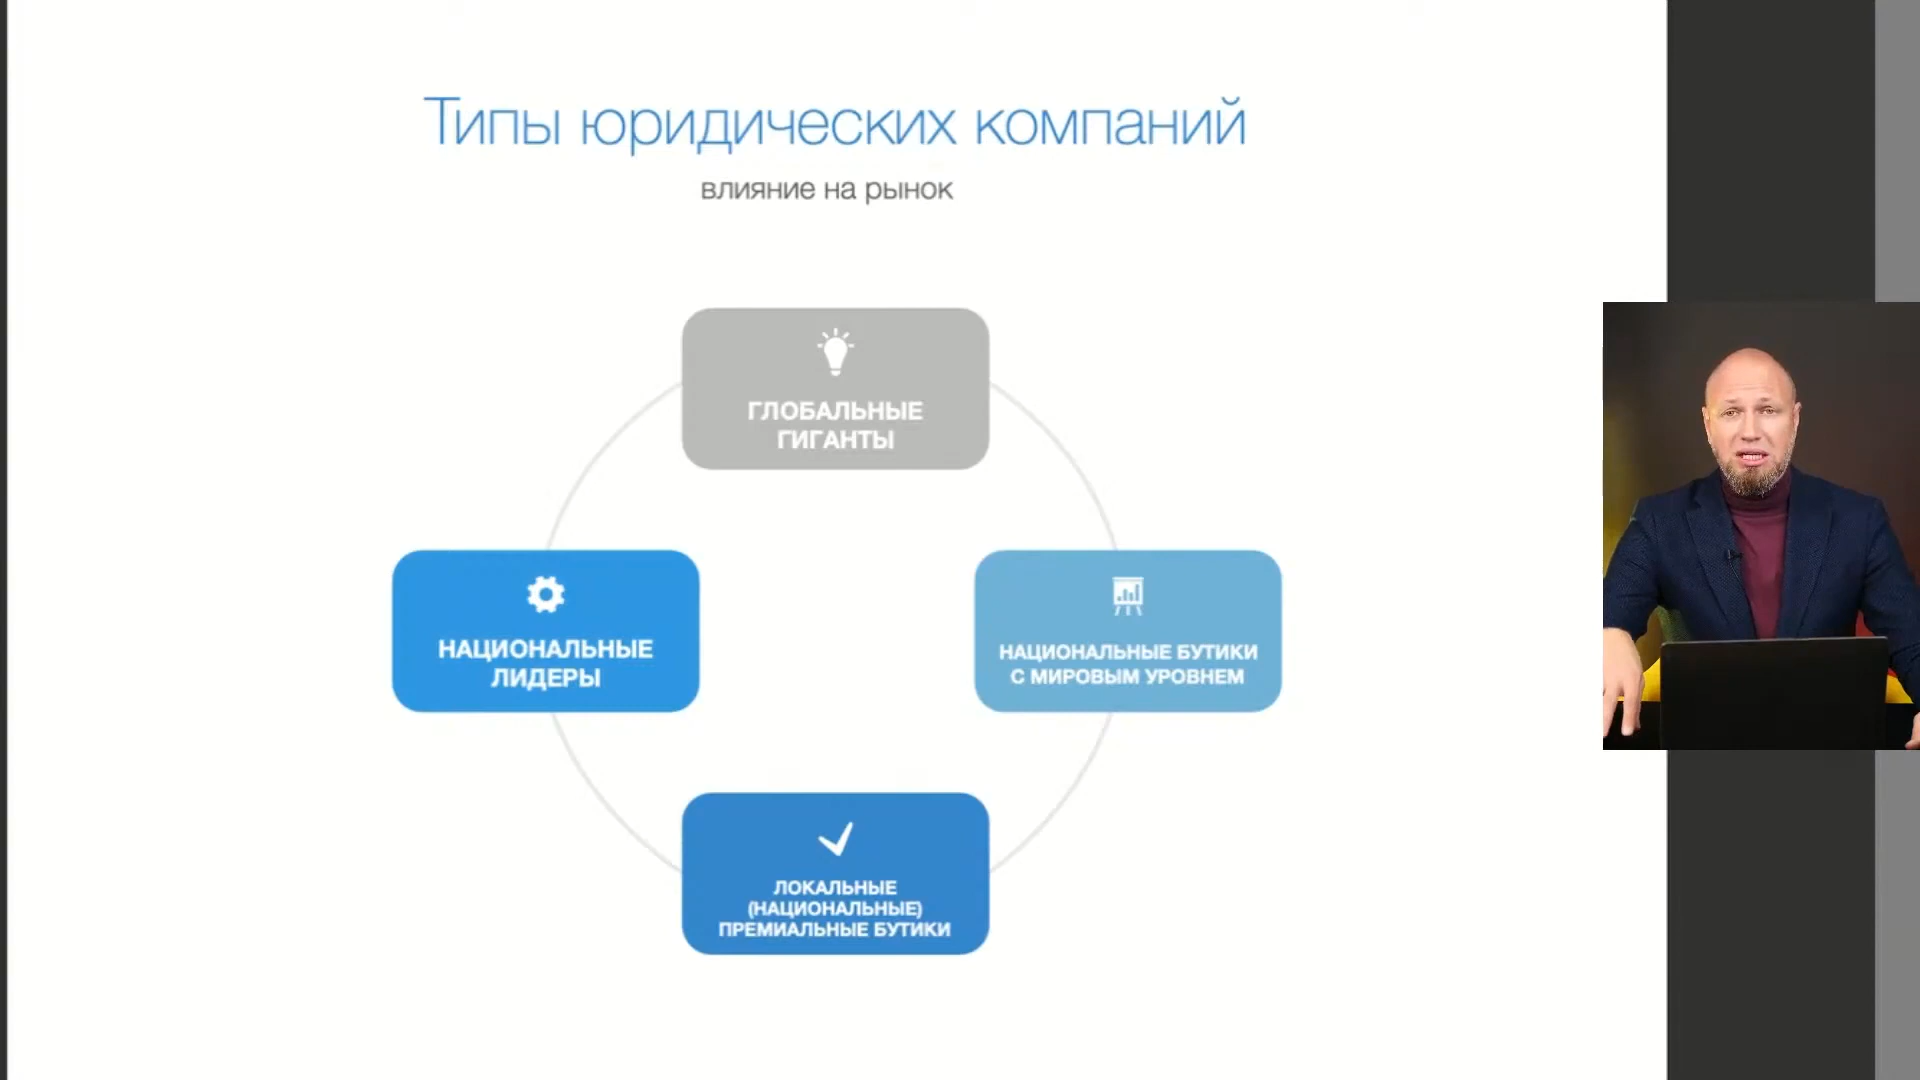 Типы юридических компаний
влияние на рынок
ГЛОБАЛЬНЫЕ
ГИГАНТЫ
НАЦИОНАЛЬНЫЕ
ЛИДЕРЫ
НАЦИОНАЛЬНЫЕ БУТИКИ
С МИРОВЫМ УРОВНЕМ
ЛОКАЛЬНЫЕ
(НАЦИОНАЛЬНЫЕ)
ПРЕМИАЛЬНЫЕ БУТИКИ